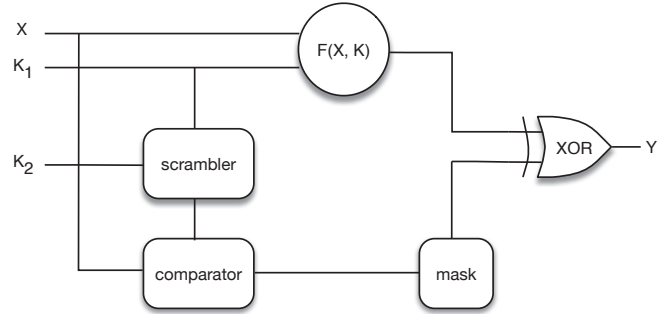 X
K₁
F(X, K)
K₂
scrambler
XOR
Y
comparator
mask